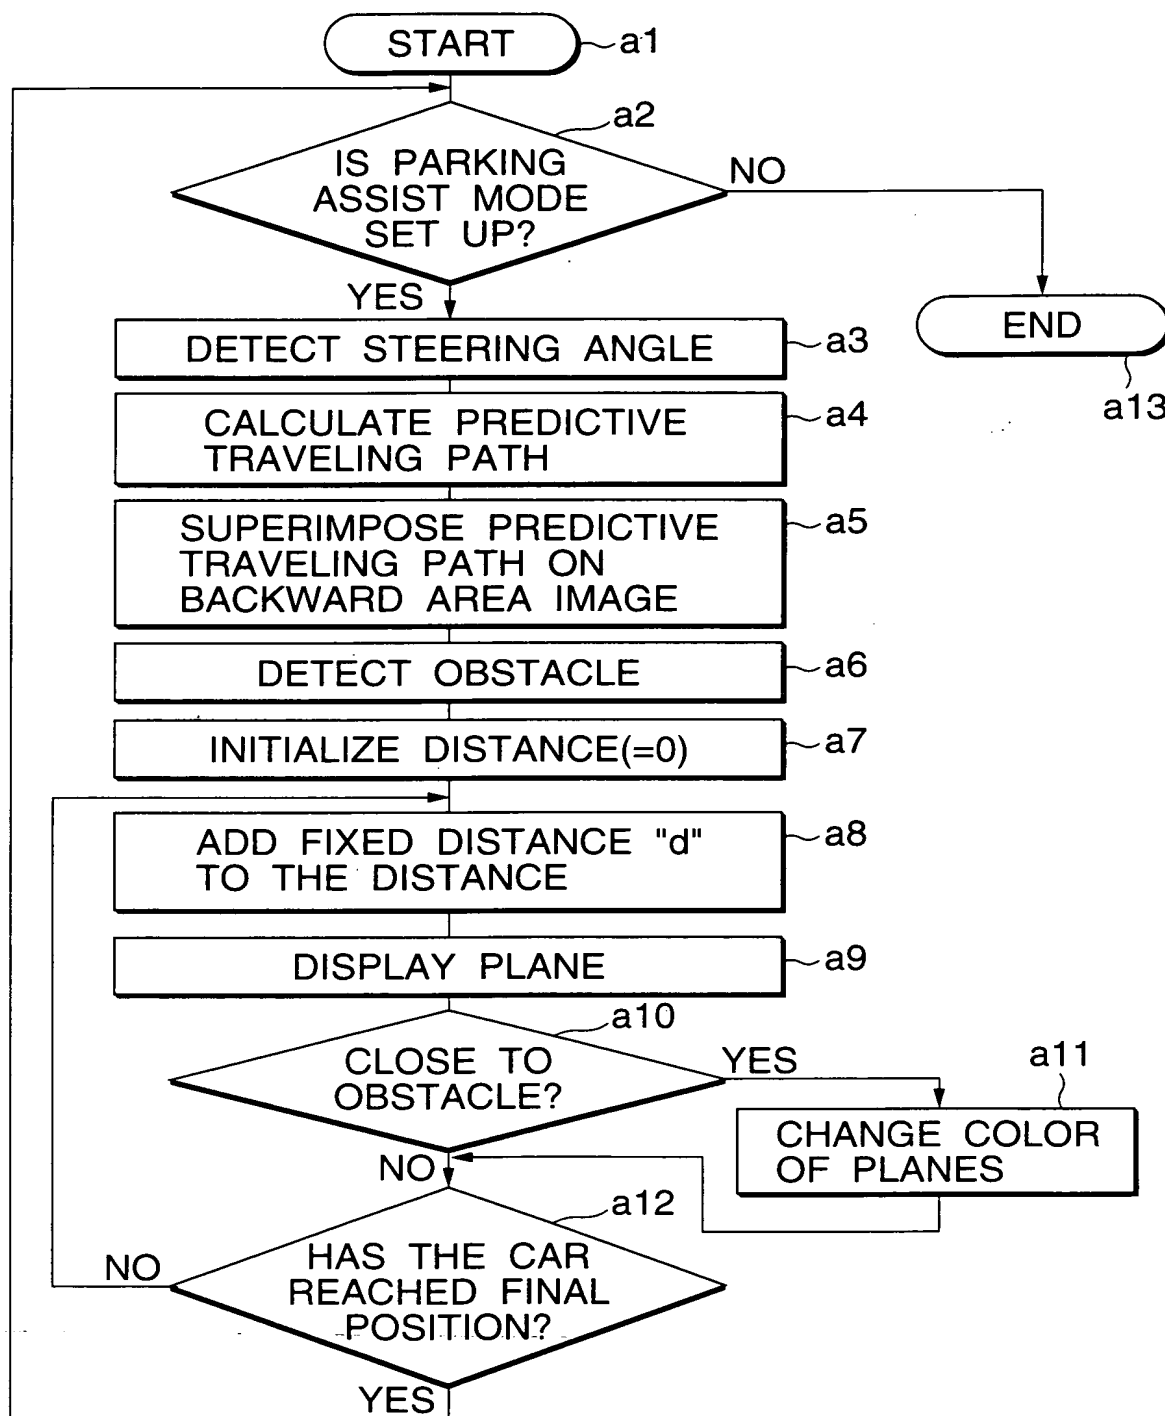 START
a1
a2
IS PARKING
ASSIST MODE
SET UP?
NO
YES
DETECT STEERING ANGLE
a3
END
a13
CALCULATE PREDICTIVE
TRAVELING PATH
a4
SUPERIMPOSE PREDICTIVE
TRAVELING PATH ON
BACKWARD AREA IMAGE
a5
DETECT OBSTACLE
a6
INITIALIZE DISTANCE(=0)
a7
ADD FIXED DISTANCE "d"
TO THE DISTANCE
a8
DISPLAY PLANE
a9
a10
CLOSE TO
OBSTACLE?
YES
a11
CHANGE COLOR
OF PLANES
NO
a12
HAS THE CAR
REACHED FINAL
POSITION?
NO
YES